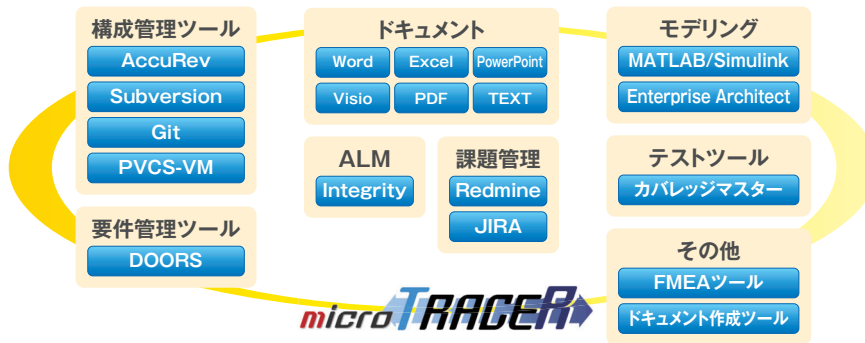 構成管理ツール
AccuRev
Subversion
Git
PVCS-VM
要件管理ツール
DOORS
ドキュメント
Word Excel PowerPoint
Visio PDF TEXT
ALM
Integrity
課題管理
Redmine
JIRA
モデリング
MATLAB/Simulink
Enterprise Architect
テストツール
カバレッジマスター
その他
FMEAツール
ドキュメント作成ツール
microTRACER